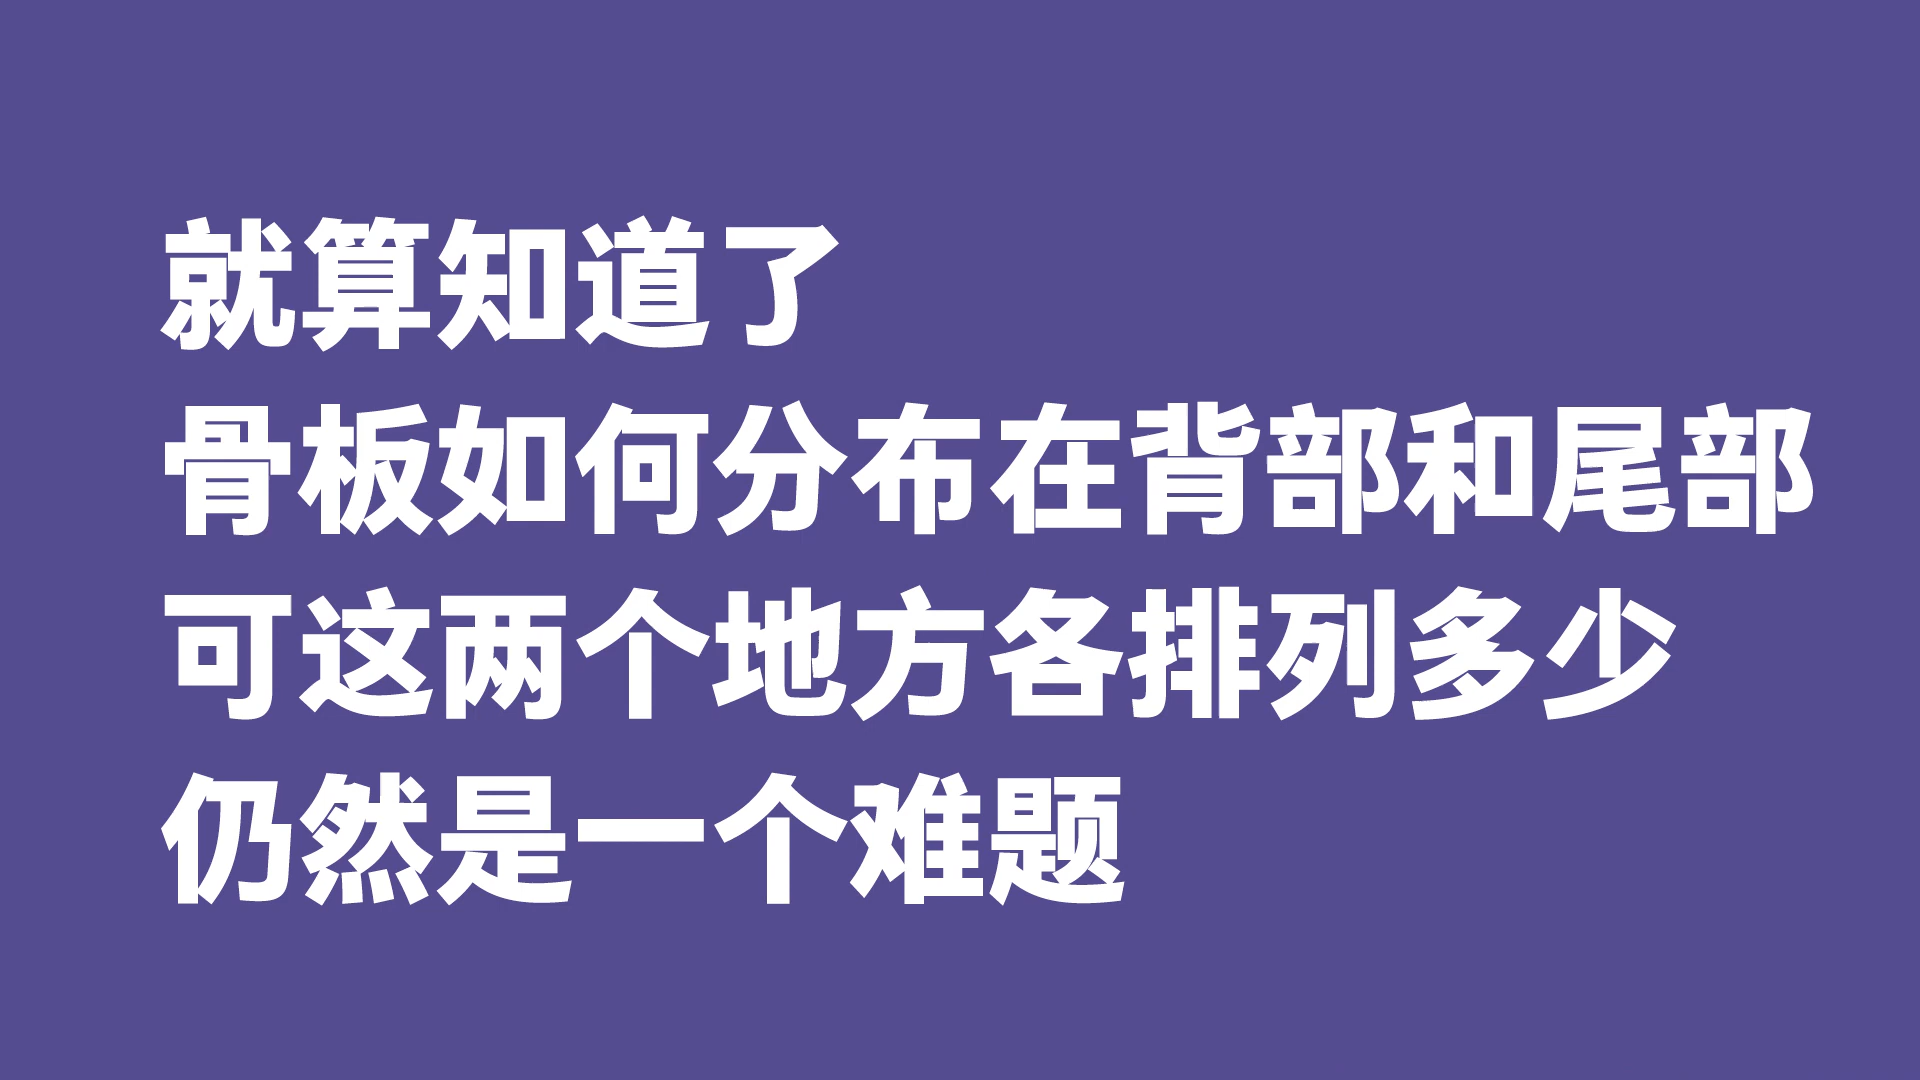 就算知道了
骨板如何分布在背部和尾部
可这两个地方各排列多少
仍然是一个难题